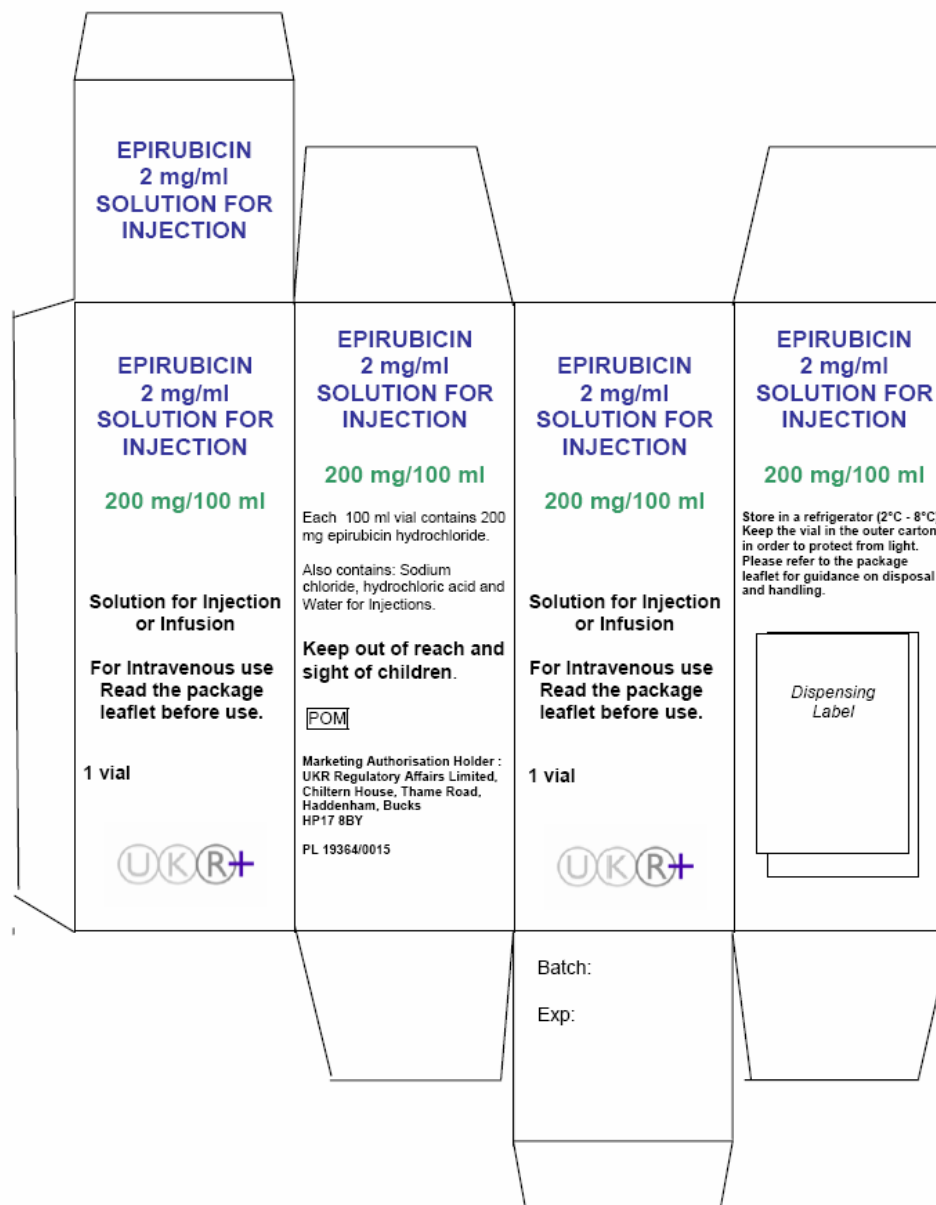 EPIRUBICIN
2 mg/ml
SOLUTION FOR
INJECTION
EPIRUBICIN
2 mg/ml
SOLUTION FOR
INJECTION
200 mg/100 ml
Solution for Injection
or Infusion
For Intravenous use
Read the package
leaflet before use.
1 vial
UKR+
EPIRUBICIN
2 mg/ml
SOLUTION FOR
INJECTION
200 mg/100 ml
Each 100 ml vial contains 200
mg epirubicin hydrochloride.
Also contains: Sodium
chloride, hydrochloric acid and
Water for Injections.
Keep out of reach and
sight of children.
POM
Marketing Authorisation Holder :
UKR Regulatory Affairs Limited,
Chiltern House, Thame Road,
Haddenham, Bucks
HP17 8BY
PL 19364/0015
EPIRUBICIN
2 mg/ml
SOLUTION FOR
INJECTION
200 mg/100 ml
Solution for Injection
or Infusion
For Intravenous use
Read the package
leaflet before use.
1 vial
UKR+
Batch:
Exp:
EPIRUBICIN
2 mg/ml
SOLUTION FOR
INJECTION
200 mg/100 ml
Store in a refrigerator (2°C - 8°C)
Keep the vial in the outer carton
in order to protect from light.
Please refer to the package
leaflet for guidance on disposal
and handling.
Dispensing
Label